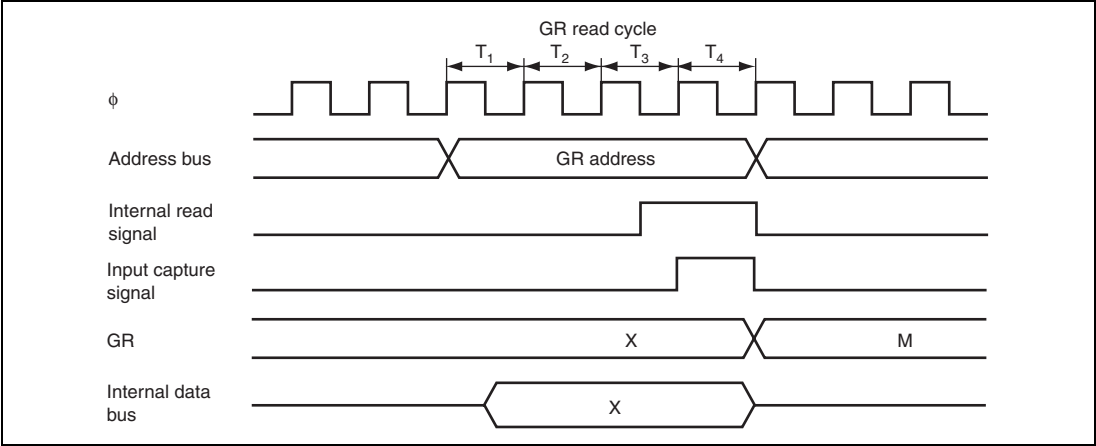 GR read cycle
T1 T2 T3 T4
ϕ
Address bus
GR address
Internal read
signal
Input capture
signal
GR
X
M
Internal data
bus
X